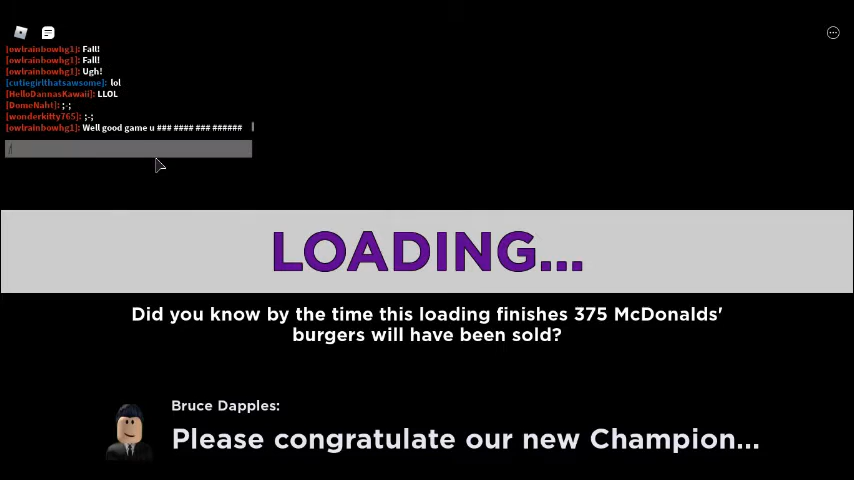 [owlrainbowhg1]: Fall!
[owlrainbowhg1]: Fall!
[owlrainbowhg1]: Ugh!
[cutiegirlthatsawsome]: lol
[HelloDannasKawaii]: LLOL
[DomeNaht]: ;-;
[wonderkitty765]: ;-;
[owlrainbowhg1]: Well good game u ### #### ### ######
/
LOADING...
Did you know by the time this loading finishes 375 McDonalds'
burgers will have been sold?
Bruce Dapples:
Please congratulate our new Champion...